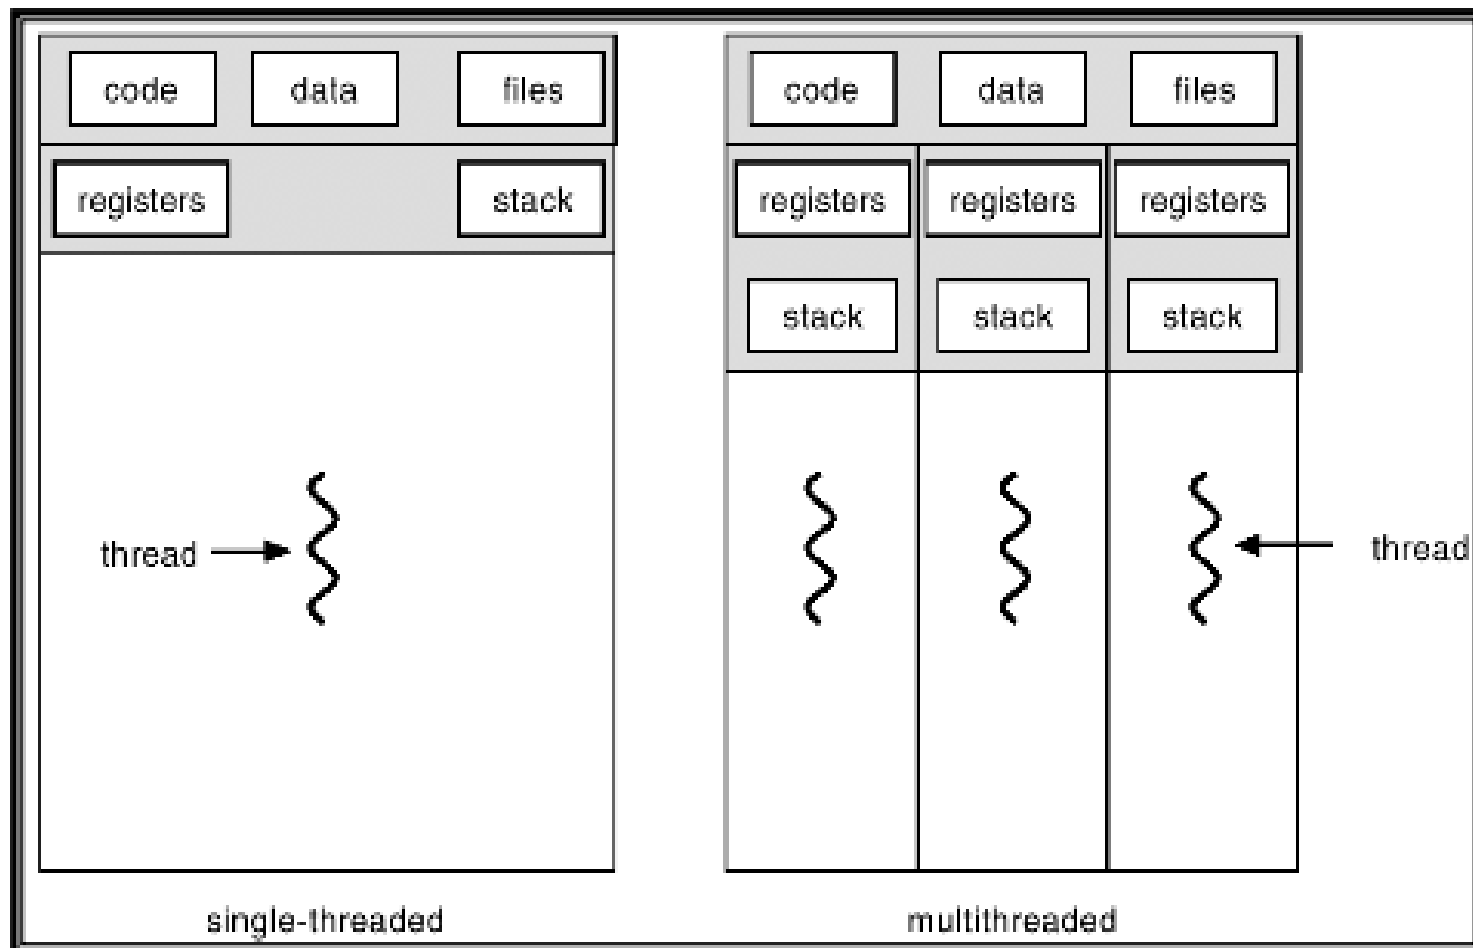 code data files
registers stack
thread
single-threaded
code data files
registers registers registers
stack stack stack
thread
multithreaded